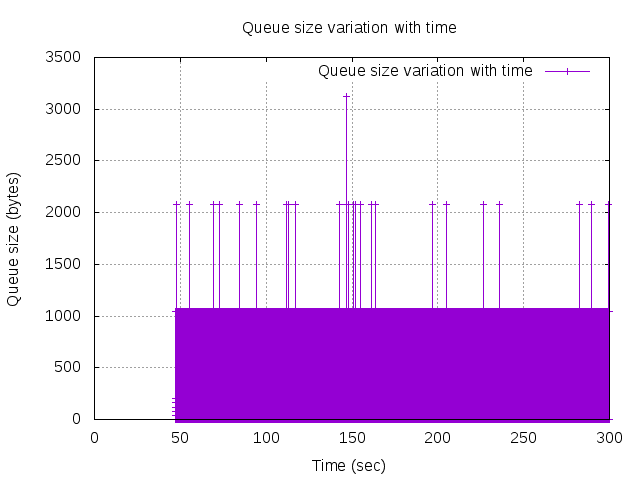 Queue size variation with time
Queue size variation with time
3500
3000
2500
2000
1500
1000
500
0
Queue size (bytes)
0 50 100 150 200 250 300
Time (sec)